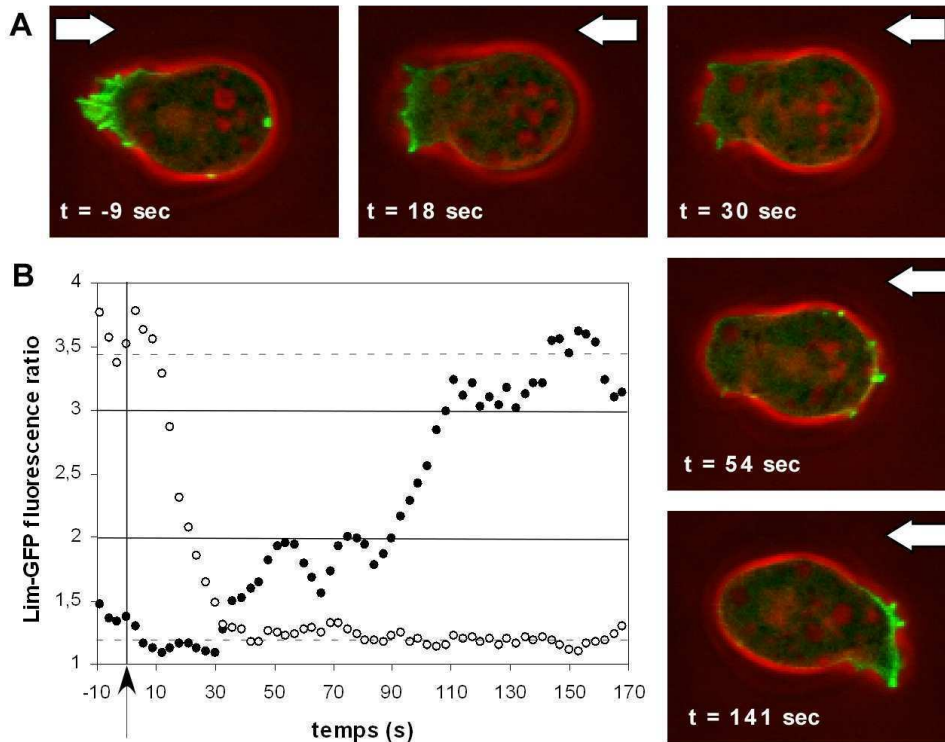 A
t = -9 sec
t = 18 sec
t = 30 sec
B
Lim-GFP fluorescence ratio
4
3,5
3
2,5
2
1,5
1
-10 10 30 50 70 90 110 130 150 170
temps (s)
t = 54 sec
t = 141 sec